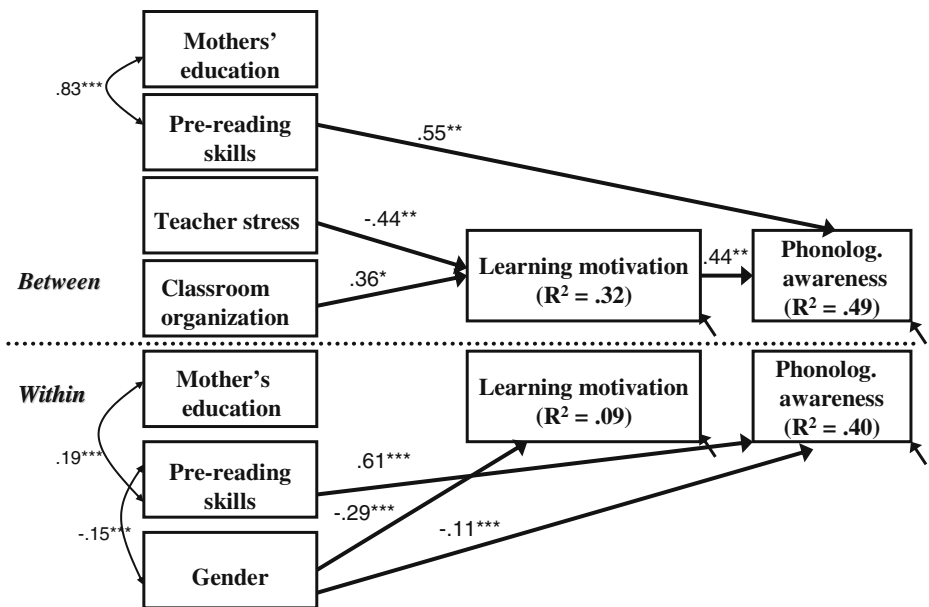 Mothers'
education
.83***
Pre-reading
skills
.55**
Teacher stress
-.44**
Between
Classroom
organization
.36*
Learning motivation
(R² = .32)
.44**
Phonolog.
awareness
(R² = .49)
Within
Mother's
education
Learning motivation
(R² = .09)
Phonolog.
awareness
(R² = .40)
.19***
Pre-reading
skills
.61***
-.29***
-.15***
-.11***
Gender